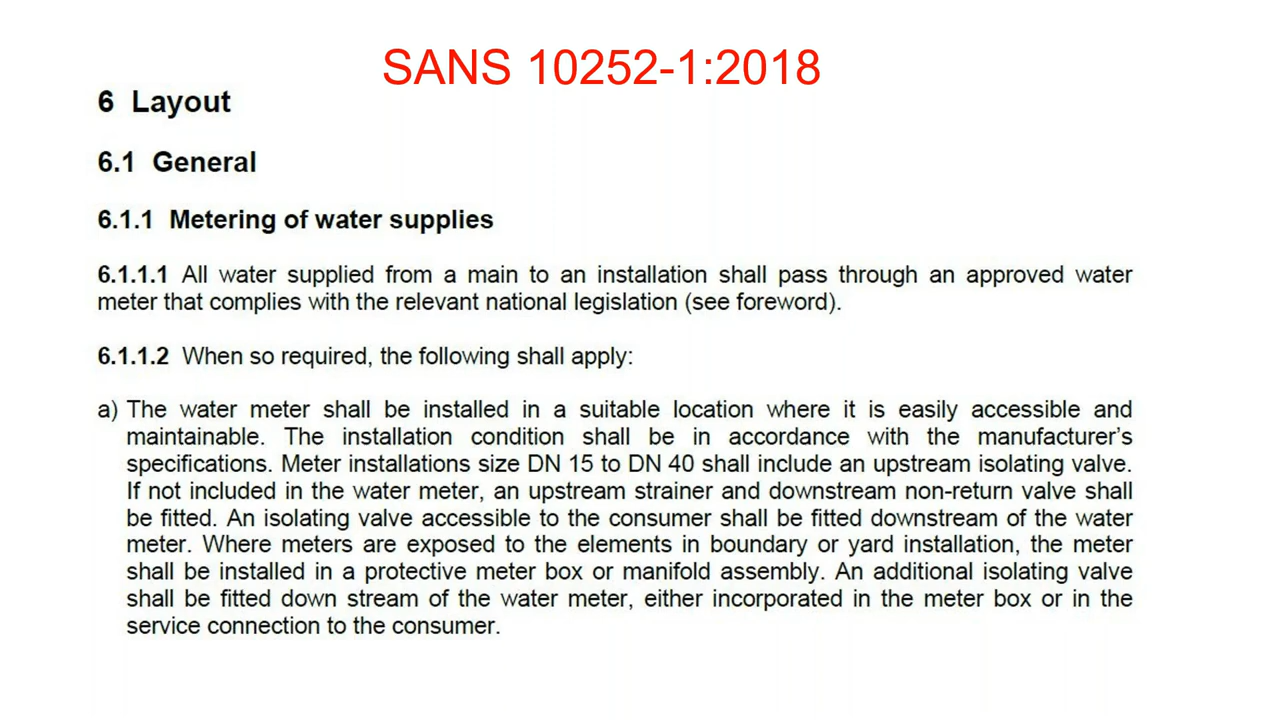 SANS 10252-1:2018
6 Layout
6.1 General
6.1.1 Metering of water supplies
6.1.1.1 All water supplied from a main to an installation shall pass through an approved water
meter that complies with the relevant national legislation (see foreword).
6.1.1.2 When so required, the following shall apply:
a) The water meter shall be installed in a suitable location where it is easily accessible and
maintainable. The installation condition shall be in accordance with the manufacturer’s
specifications. Meter installations size DN 15 to DN 40 shall include an upstream isolating valve.
If not included in the water meter, an upstream strainer and downstream non-return valve shall
be fitted. An isolating valve accessible to the consumer shall be fitted downstream of the water
meter. Where meters are exposed to the elements in boundary or yard installation, the meter
shall be installed in a protective meter box or manifold assembly. An additional isolating valve
shall be fitted down stream of the water meter, either incorporated in the meter box or in the
service connection to the consumer.